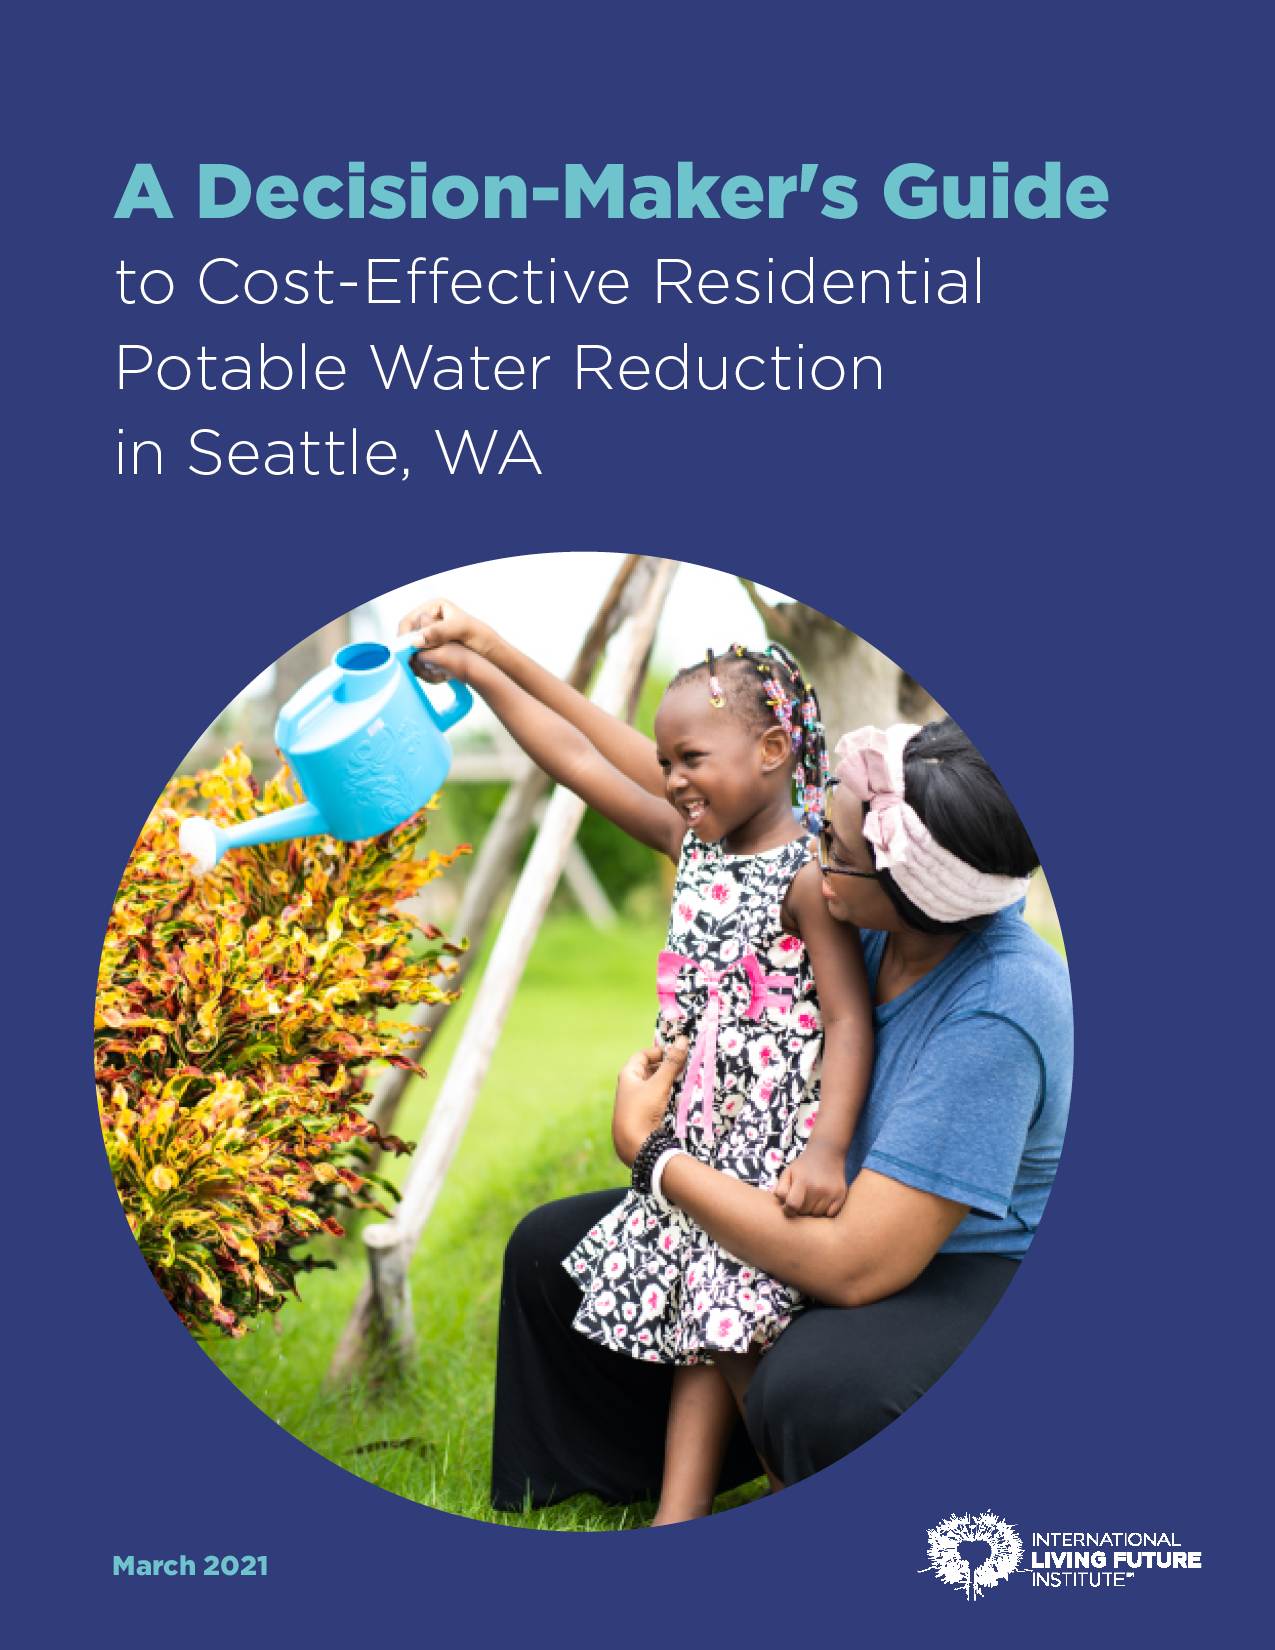 A Decision-Maker's Guide
to Cost-Effective Residential
Potable Water Reduction
in Seattle, WA
March 2021
INTERNATIONAL
LIVING FUTURE
INSTITUTE℠